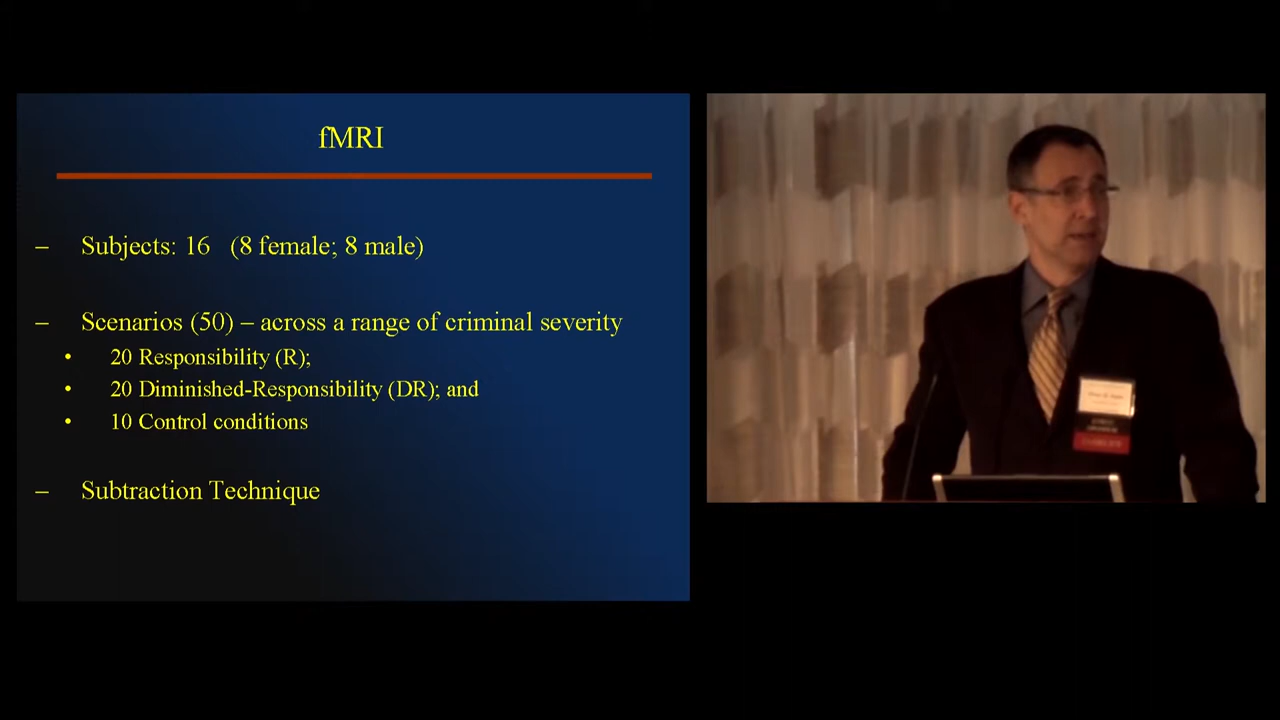 fMRI
– Subjects: 16 (8 female; 8 male)
– Scenarios (50) – across a range of criminal severity
• 20 Responsibility (R);
• 20 Diminished-Responsibility (DR); and
• 10 Control conditions
– Subtraction Technique